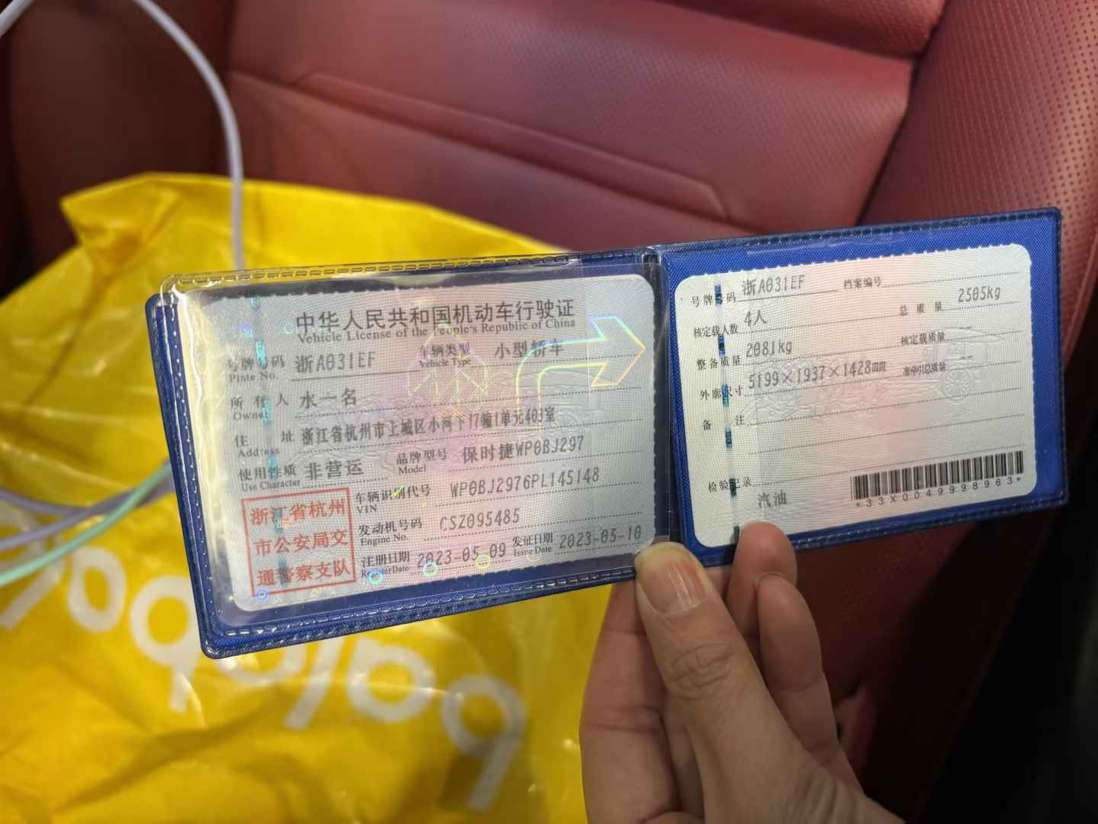 中华人民共和国机动车行驶证
Vehicle License of the People's Republic of China
号牌号码 浙A031EF 车辆类型 小型轿车
Plate No. Vehicle Type
所有人 水一名
Owner
住址 浙江省杭州市上城区小河下17幢1单元403室
Address
使用性质 非营运 品牌型号 保时捷WP0BJ297
Use Character Model
浙江省杭州
市公安局交
通警察支队
车辆识别代号 WP0BJ2976PL145148
VIN
发动机号码 CSZ095485
Engine No.
注册日期 2023-05-09 发证日期 2023-05-10
Register Date Issue Date
号牌号码 浙A031EF 档案编号
核定载人数 4人 总质量 2505kg
整备质量 2081kg 核定载质量 --
外廓尺寸 5199×1937×1428mm 准牵引总质量 --
备注
检验记录
汽油
*33X0049998963*
balabala